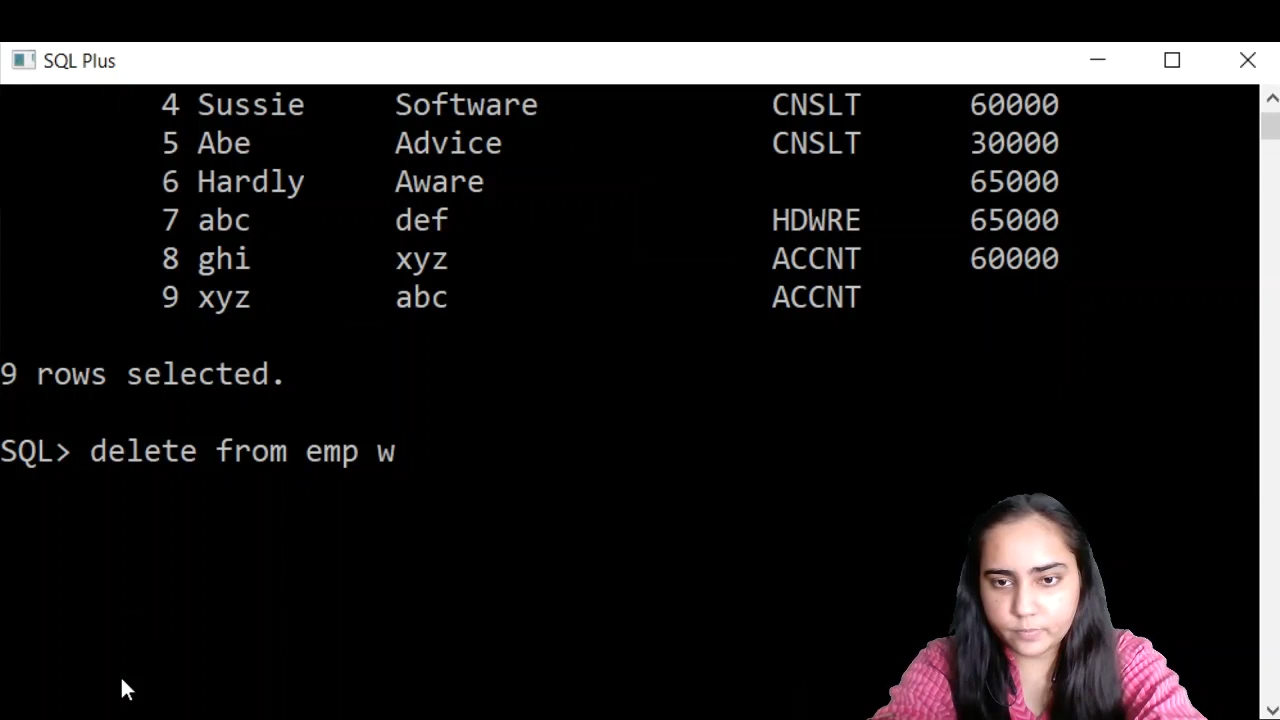 SQL Plus
4 Sussie Software CNSLT 60000
5 Abe Advice CNSLT 30000
6 Hardly Aware 65000
7 abc def HDWRE 65000
8 ghi xyz ACCNT 60000
9 xyz abc ACCNT
9 rows selected.
SQL> delete from emp w